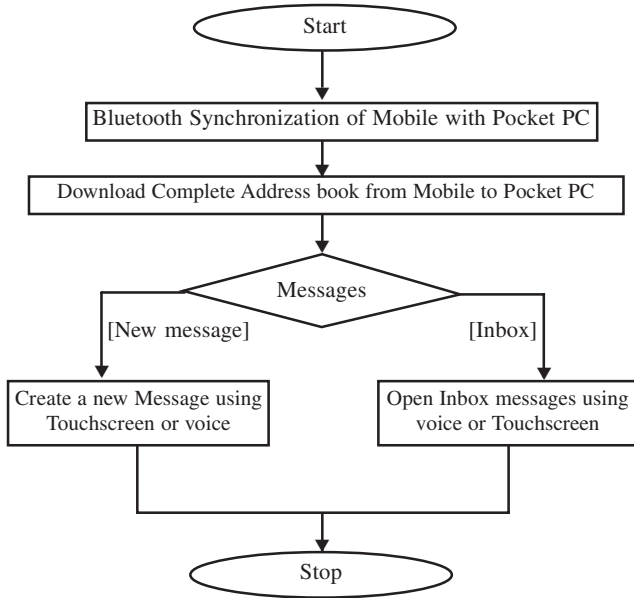 Start
Bluetooth Synchronization of Mobile with Pocket PC
Download Complete Address book from Mobile to Pocket PC
Messages
[New message]
[Inbox]
Create a new Message using
Touchscreen or voice
Open Inbox messages using
voice or Touchscreen
Stop